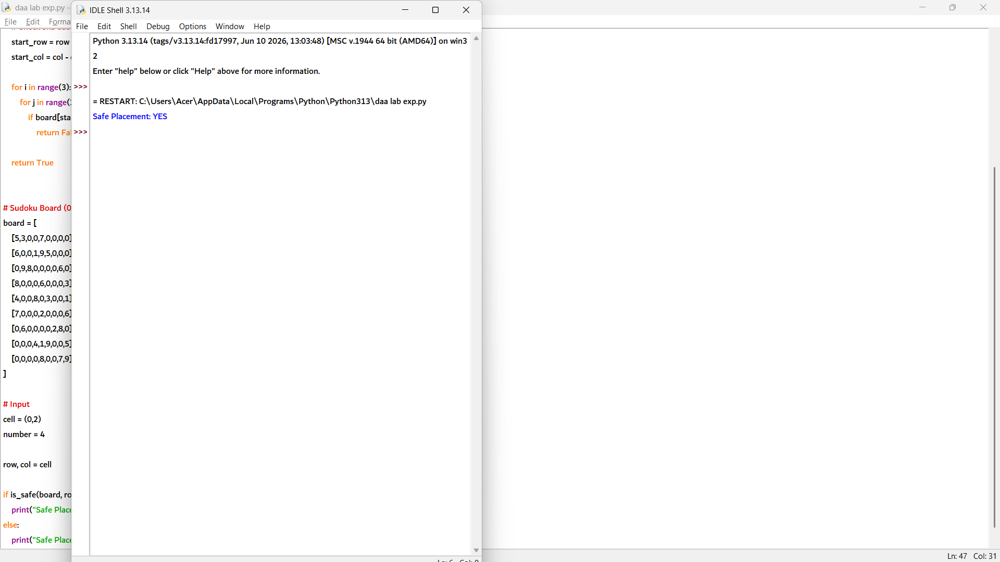 daa lab exp.py -
File Edit Forma
start_row = row
start_col = col -
for i in range(3):
for j in range(
if board[sta
return Fal
return True
# Sudoku Board (0
board = [
[5,3,0,0,7,0,0,0,0]
[6,0,0,1,9,5,0,0,0]
[0,9,8,0,0,0,0,6,0]
[8,0,0,0,6,0,0,0,3]
[4,0,0,8,0,3,0,0,1]
[7,0,0,0,2,0,0,0,6]
[0,6,0,0,0,0,2,8,0]
[0,0,0,4,1,9,0,0,5]
[0,0,0,0,8,0,0,7,9]
]
# Input
cell = (0,2)
number = 4
row, col = cell
if is_safe(board, ro
print("Safe Place
else:
print("Safe Place
IDLE Shell 3.13.14
File Edit Shell Debug Options Window Help
Python 3.13.14 (tags/v3.13.14:fd17997, Jun 10 2026, 13:03:48) [MSC v.1944 64 bit (AMD64)] on win3
2
Enter "help" below or click "Help" above for more information.
>>>
= RESTART: C:\Users\Acer\AppData\Local\Programs\Python\Python313\daa lab exp.py
Safe Placement: YES
>>>
Ln: 47 Col: 31